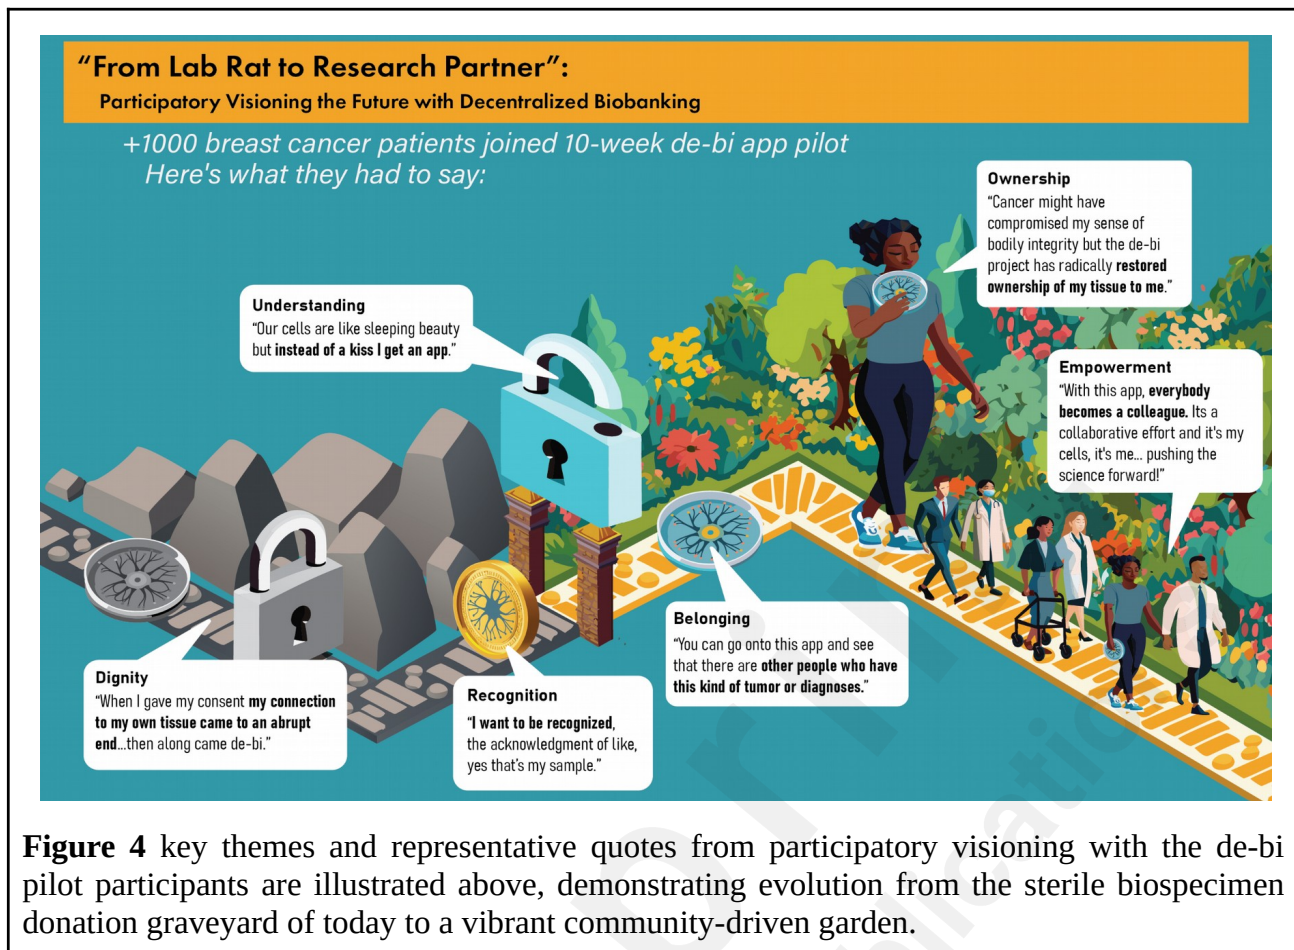 “From Lab Rat to Research Partner”:
Participatory Visioning the Future with Decentralized Biobanking
+1000 breast cancer patients joined 10-week de-bi app pilot
Here's what they had to say:
Ownership
“Cancer might have
compromised my sense of
bodily integrity but the de-bi
project has radically restored
ownership of my tissue to me.”
Understanding
“Our cells are like sleeping beauty
but instead of a kiss I get an app.”
Empowerment
“With this app, everybody
becomes a colleague. Its a
collaborative effort and it's my
cells, it's me... pushing the
science forward!”
Belonging
“You can go onto this app and see
that there are other people who have
this kind of tumor or diagnoses.”
Dignity
“When I gave my consent my connection
to my own tissue came to an abrupt
end...then along came de-bi.”
Recognition
“I want to be recognized,
the acknowledgment of like,
yes that’s my sample.”
Figure 4 key themes and representative quotes from participatory visioning with the de-bi
pilot participants are illustrated above, demonstrating evolution from the sterile biospecimen
donation graveyard of today to a vibrant community-driven garden.